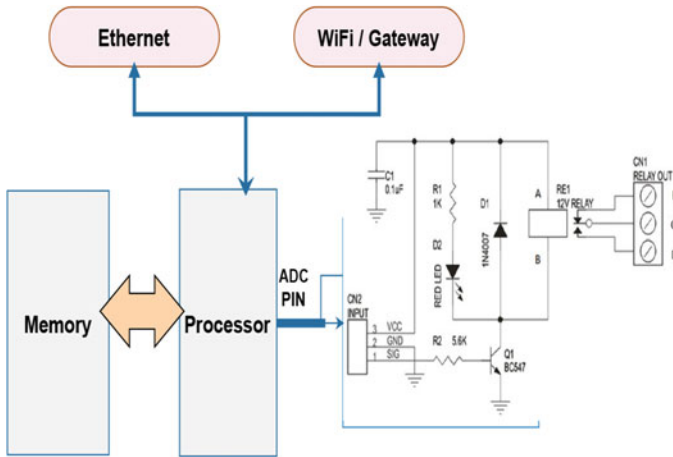 Ethernet
WiFi / Gateway
C1
0.1uF
R1
1K
D1
1N4007
D2
RED LED
A
RE1
12V RELAY
B
CN1
RELAY OUT
Memory
Processor
ADC
PIN
CN2
INPUT
3 VCC
2 GND
1 SIG
R2 5.6K
Q1
BC547